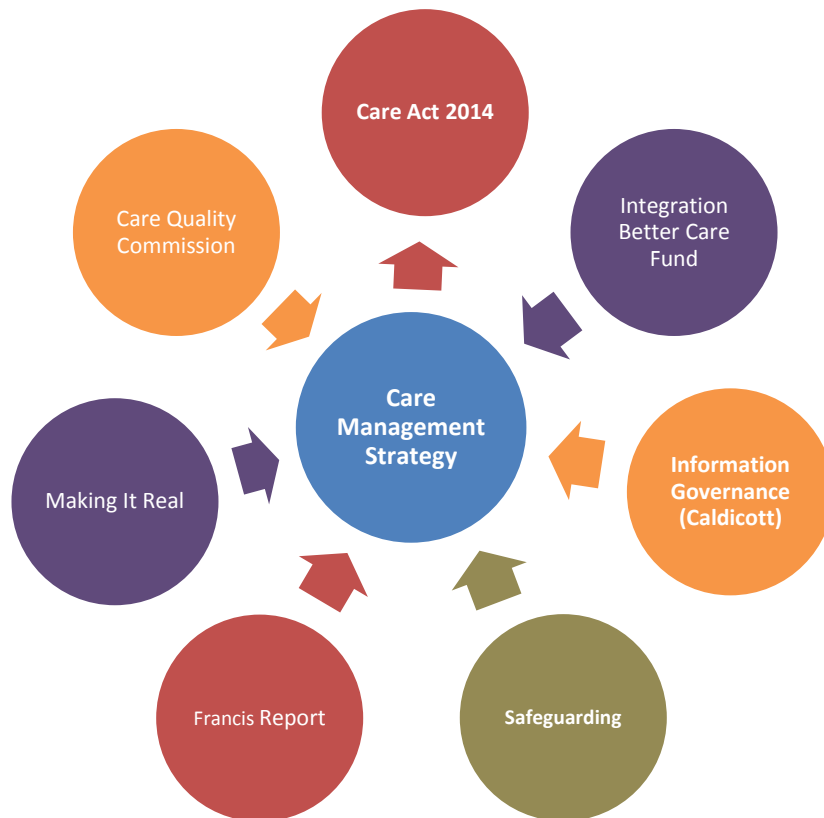 Care Act 2014
Care Quality
Commission
Integration
Better Care
Fund
Care
Management
Strategy
Information
Governance
(Caldicott)
Making It Real
Francis Report
Safeguarding